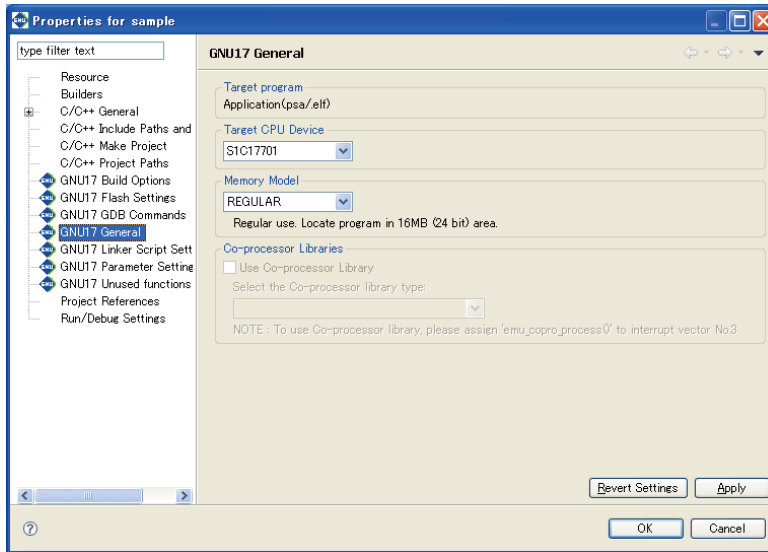 Properties for sample
type filter text
Resource
Builders
C/C++ General
C/C++ Include Paths and
C/C++ Make Project
C/C++ Project Paths
GNU17 Build Options
GNU17 Flash Settings
GNU17 GDB Commands
GNU17 General
GNU17 Linker Script Sett
GNU17 Parameter Setting
GNU17 Unused functions
Project References
Run/Debug Settings
GNU17 General
Target program
Application(psa/.elf)
Target CPU Device
S1C17701
Memory Model
REGULAR
Regular use. Locate program in 16MB (24 bit) area.
Co-processor Libraries
Use Co-processor Library
Select the Co-processor library type:
NOTE : To use Co-processor library, please assign 'emu_copro_process()' to interrupt vector No.3
Revert Settings
Apply
OK
Cancel